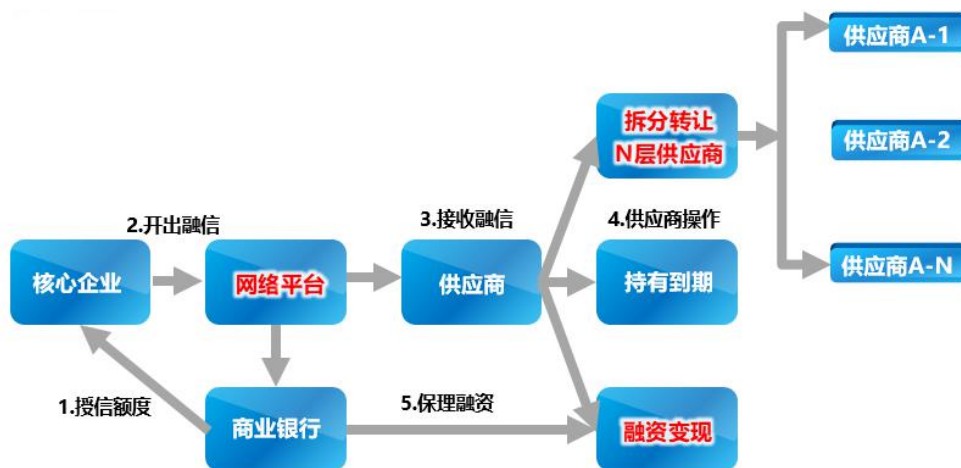 供应商A-1
拆分转让
N层供应商
供应商A-2
2.开出融信
3.接收融信
4.供应商操作
核心企业
网络平台
供应商
持有到期
供应商A-N
1.授信额度
商业银行
5.保理融资
融资变现